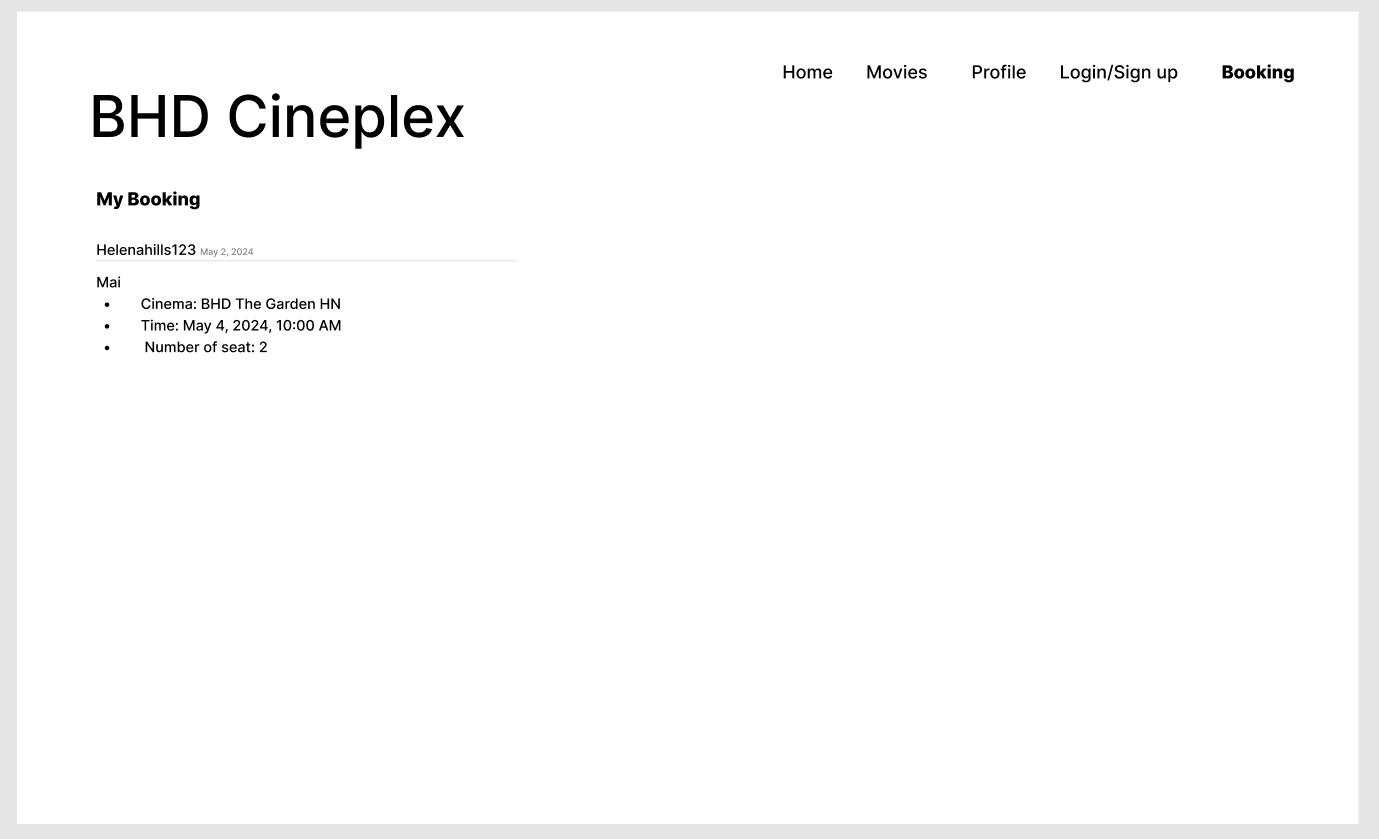 Home Movies Profile Login/Sign up Booking
BHD Cineplex
My Booking
Helenahills123 May 2, 2024
Mai
• Cinema: BHD The Garden HN
• Time: May 4, 2024, 10:00 AM
• Number of seat: 2